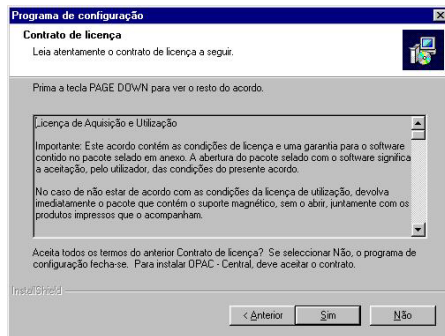 Programa de configuração
Contrato de licença
Leia atentamente o contrato de licença a seguir.
Prima a tecla PAGE DOWN para ver o resto do acordo.
Licença de Aquisição e Utilização
Importante: Este acordo contém as condições de licença e uma garantia para o software
contido no pacote selado em anexo. A abertura do pacote selado com o software significa
a aceitação, pelo utilizador, das condições do presente acordo.
No caso de não estar de acordo com as condições da licença de utilização, devolva
imediatamente o pacote que contém o suporte magnético, sem o abrir, juntamente com os
produtos impressos que o acompanham.
Aceita todos os termos do anterior Contrato de licença? Se seleccionar Não, o programa de
configuração fecha-se. Para instalar OPAC - Central, deve aceitar o contrato.
InstallShield
< Anterior Sim Não